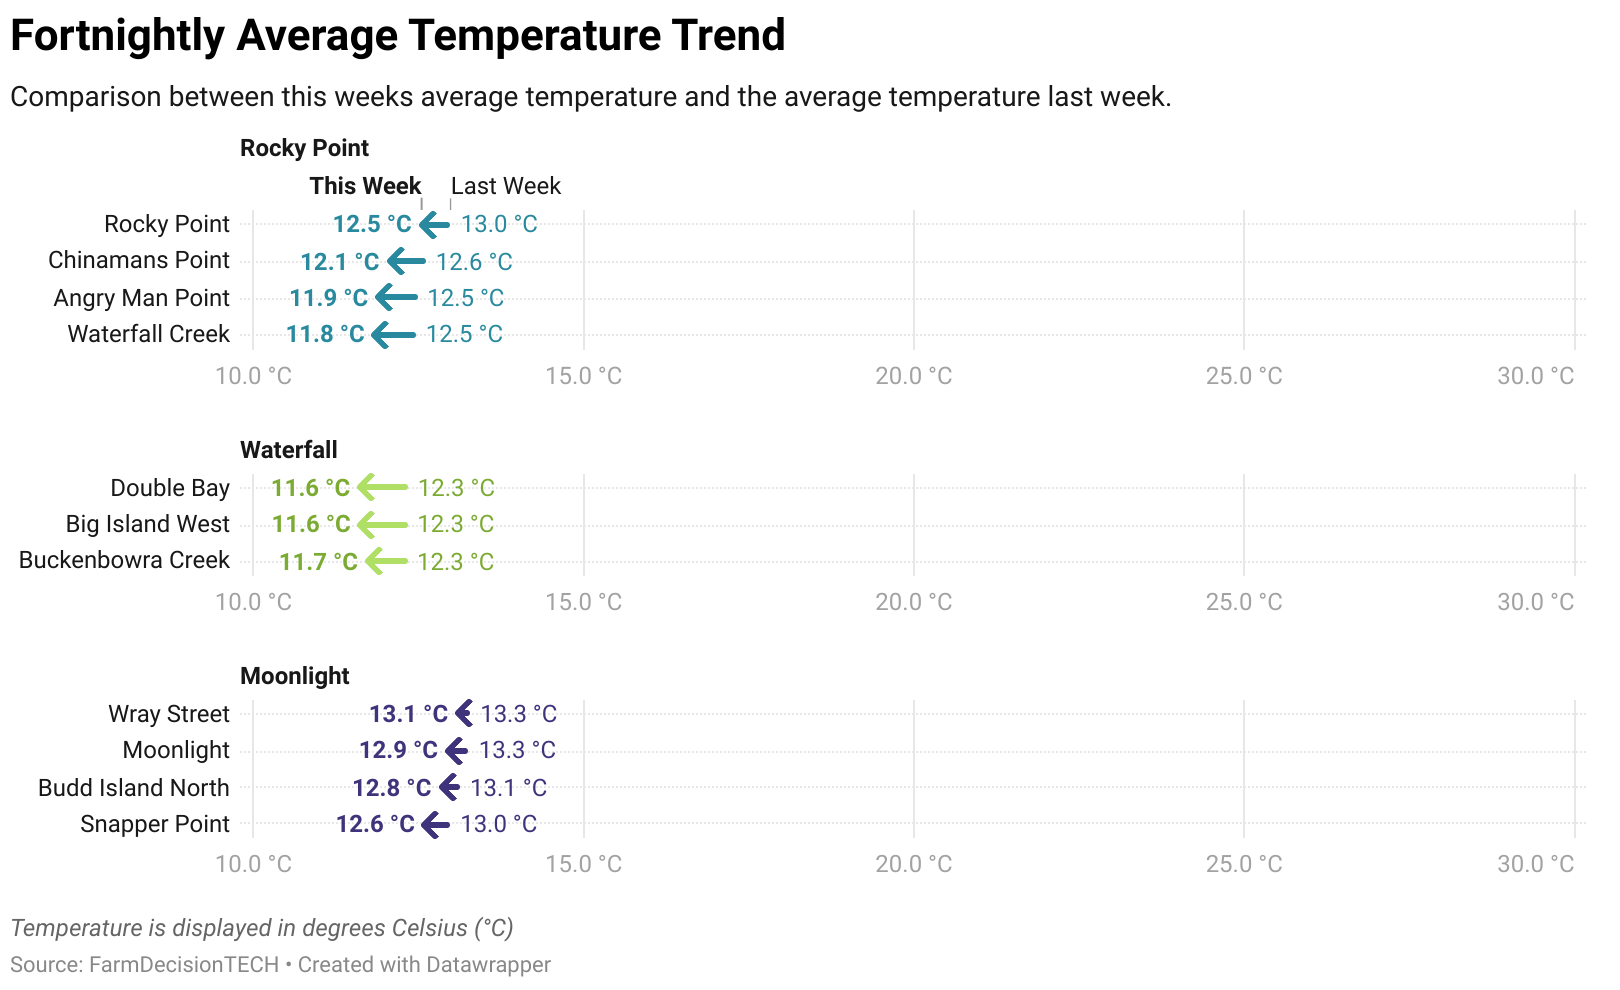 Fortnightly Average Temperature Trend
Comparison between this weeks average temperature and the average temperature last week.
Rocky Point
This Week Last Week
Rocky Point 12.5 °C 13.0 °C
Chinamans Point 12.1 °C 12.6 °C
Angry Man Point 11.9 °C 12.5 °C
Waterfall Creek 11.8 °C 12.5 °C
10.0 °C 15.0 °C 20.0 °C 25.0 °C 30.0 °C
Waterfall
Double Bay 11.6 °C 12.3 °C
Big Island West 11.6 °C 12.3 °C
Buckenbowra Creek 11.7 °C 12.3 °C
10.0 °C 15.0 °C 20.0 °C 25.0 °C 30.0 °C
Moonlight
Wray Street 13.1 °C 13.3 °C
Moonlight 12.9 °C 13.3 °C
Budd Island North 12.8 °C 13.1 °C
Snapper Point 12.6 °C 13.0 °C
10.0 °C 15.0 °C 20.0 °C 25.0 °C 30.0 °C
Temperature is displayed in degrees Celsius (°C)
Source: FarmDecisionTECH • Created with Datawrapper